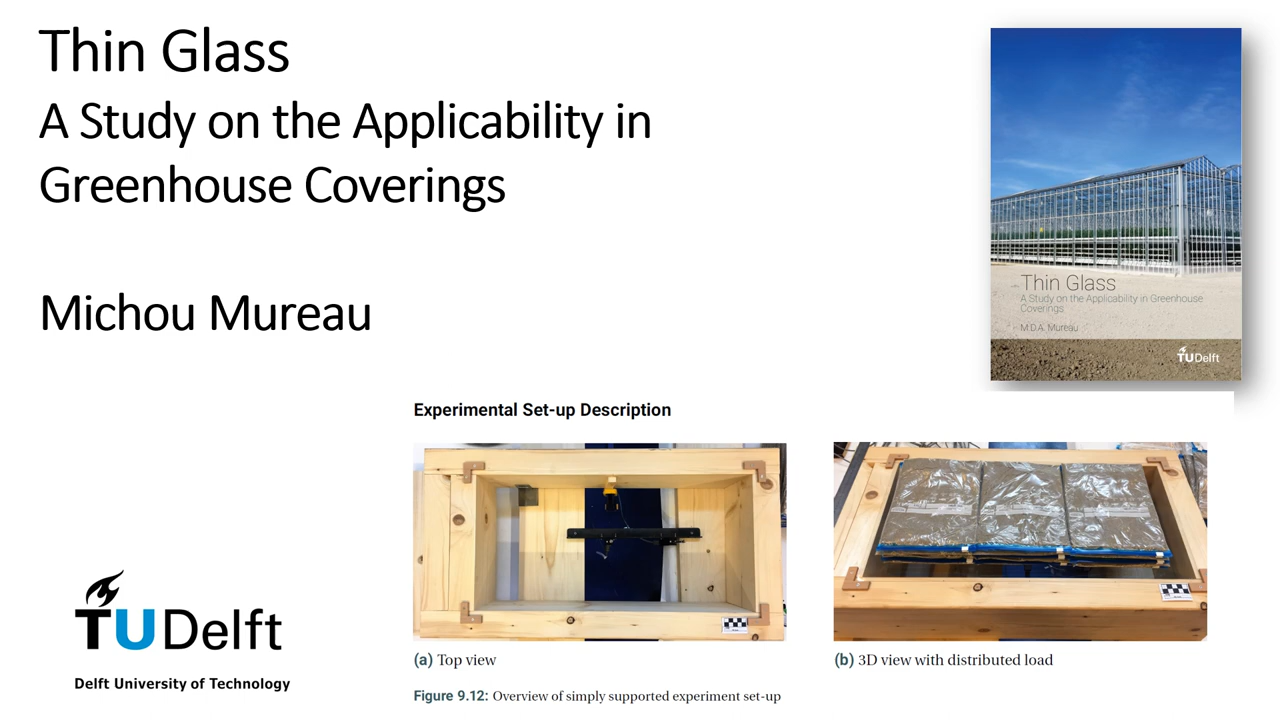 Thin Glass
A Study on the Applicability in
Greenhouse Coverings
Michou Mureau
Thin Glass
A Study on the Applicability in Greenhouse
Coverings
M.D.A. Mureau
TUDelft
Experimental Set-up Description
(a) Top view
(b) 3D view with distributed load
Figure 9.12: Overview of simply supported experiment set-up
TUDelft
Delft University of Technology